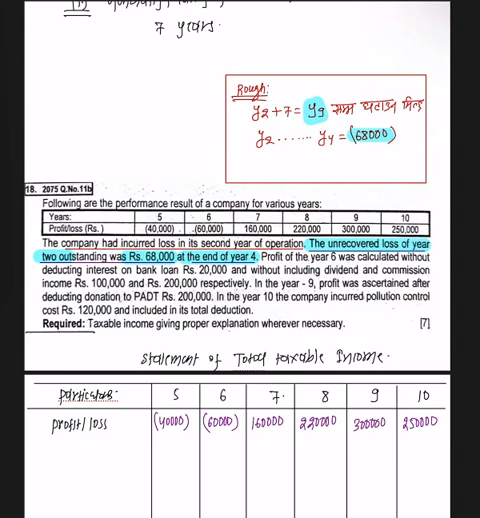 7 years.
Rough:
y2+7 = y9 सम्म घटाउन मिल्छ
y2 ....... y4 = (68000)
18. 2075 Q.No.11b
Following are the performance result of a company for various years:
Years: 5 6 7 8 9 10
Profit/loss (Rs. ) (40,000) (60,000) 160,000 220,000 300,000 250,000
The company had incurred loss in its second year of operation. The unrecovered loss of year
two outstanding was Rs. 68,000 at the end of year 4. Profit of the year 6 was calculated without
deducting interest on bank loan Rs. 20,000 and without including dividend and commission
income Rs. 100,000 and Rs. 200,000 respectively. In the year - 9, profit was ascertained after
deducting donation to PADT Rs. 200,000. In the year 10 the company incurred pollution control
cost Rs. 120,000 and included in its total deduction.
Required: Taxable income giving proper explanation wherever necessary. [7]
Statement of Total taxable Income.
particulars 5 6 7. 8 9 10
profit/loss (40000) (60000) 160000 220000 300000 250000